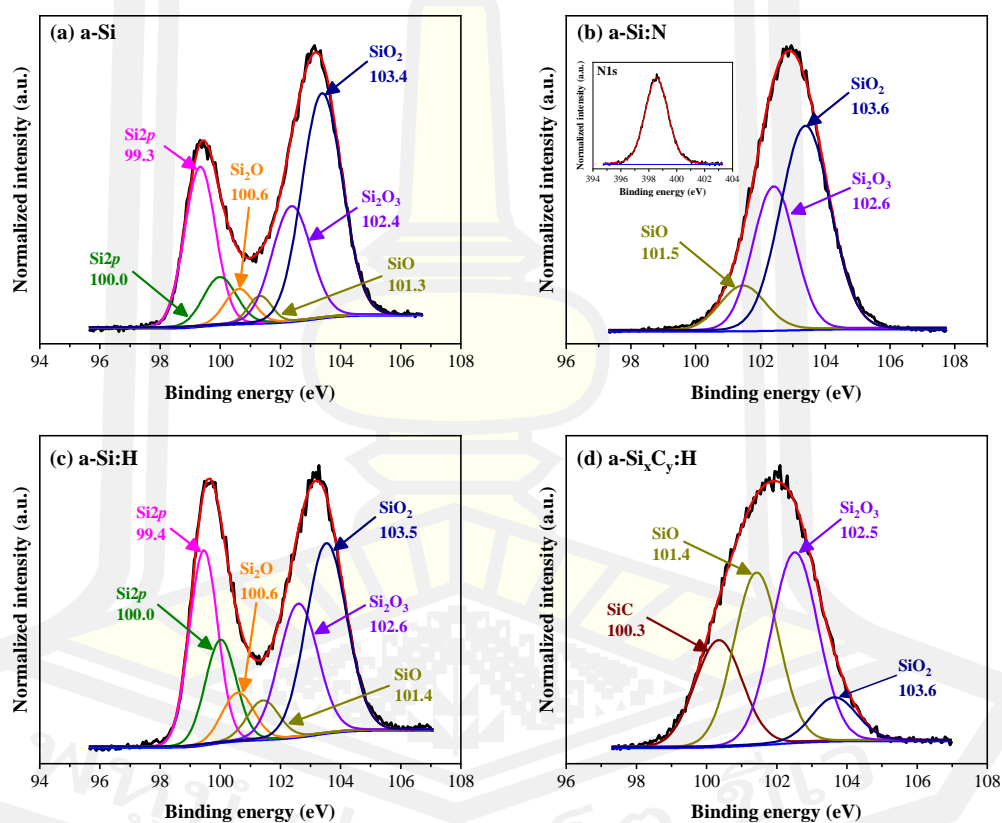 (a) a-Si
SiO₂
103.4
Si2p
99.3
Si₂O
100.6
Si₂O₃
102.4
Si2p
100.0
SiO
101.3
Normalized intensity (a.u.)
94 96 98 100 102 104 106 108
Binding energy (eV)
(b) a-Si:N
N1s
Normalized intensity (a.u.)
394 396 398 400 402 404
Binding energy (eV)
SiO₂
103.6
Si₂O₃
102.6
SiO
101.5
Normalized intensity (a.u.)
96 98 100 102 104 106 108
Binding energy (eV)
(c) a-Si:H
Si2p
99.4
SiO₂
103.5
Si₂O
100.6
Si2p
100.0
Si₂O₃
102.6
SiO
101.4
Normalized intensity (a.u.)
94 96 98 100 102 104 106 108
Binding energy (eV)
(d) a-SiₓCᵧ:H
Si₂O₃
102.5
SiO
101.4
SiC
100.3
SiO₂
103.6
Normalized intensity (a.u.)
96 98 100 102 104 106 108
Binding energy (eV)